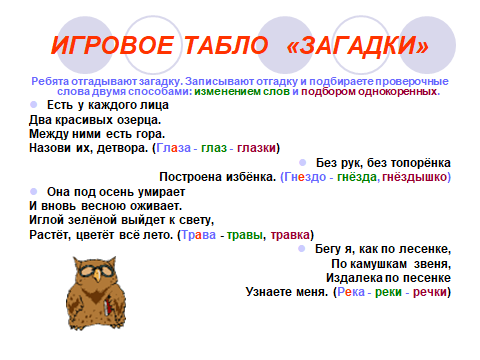 ИГРОВОЕ ТАБЛО «ЗАГАДКИ»
Ребята отгадывают загадку. Записывают отгадку и подбираете проверочные
слова двумя способами: изменением слов и подбором однокоренных.
Есть у каждого лица
Два красивых озерца.
Между ними есть гора.
Назови их, детвора. (Глаза - глаз - глазки)
Без рук, без топорёнка
Построена избёнка. (Гнездо - гнёзда, гнёздышко)
Она под осень умирает
И вновь весною оживает.
Иглой зелёной выйдет к свету,
Растёт, цветёт всё лето. (Трава - травы, травка)
Бегу я, как по лесенке,
По камушкам звеня,
Издалека по песенке
Узнаете меня. (Река - реки - речки)